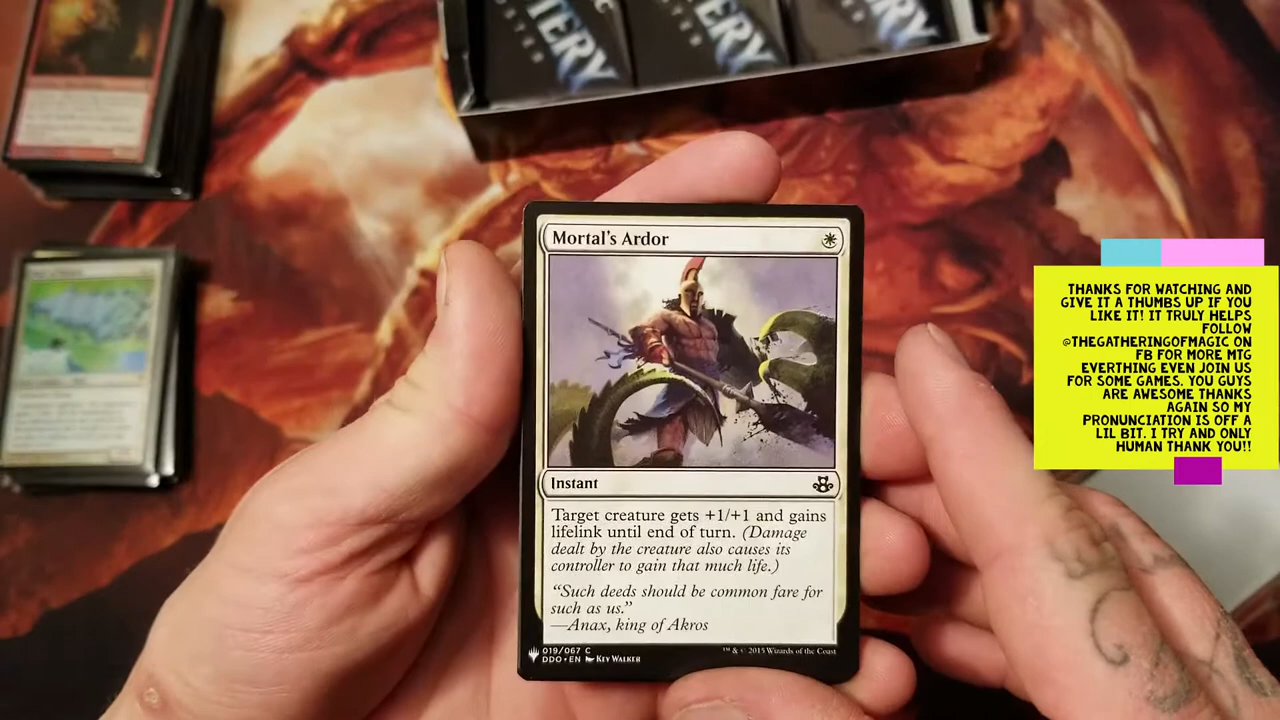 TERY
TERY
TERY
Mortal's Ardor
Instant
Target creature gets +1/+1 and gains
lifelink until end of turn. (Damage
dealt by the creature also causes its
controller to gain that much life.)
"Such deeds should be common fare for
such as us."
—Anax, king of Akros
019/067 C
DDO • EN Key Walker
™ & © 2015 Wizards of the Coast
THANKS FOR WATCHING AND
GIVE IT A THUMBS UP IF YOU
LIKE IT! IT TRULY HELPS
FOLLOW
@THEGATHERINGOFMAGIC ON
FB FOR MORE MTG
EVERTHING EVEN JOIN US
FOR SOME GAMES. YOU GUYS
ARE AWESOME THANKS
AGAIN SO MY
PRONUNCIATION IS OFF A
LIL BIT. I TRY AND ONLY
HUMAN THANK YOU!!